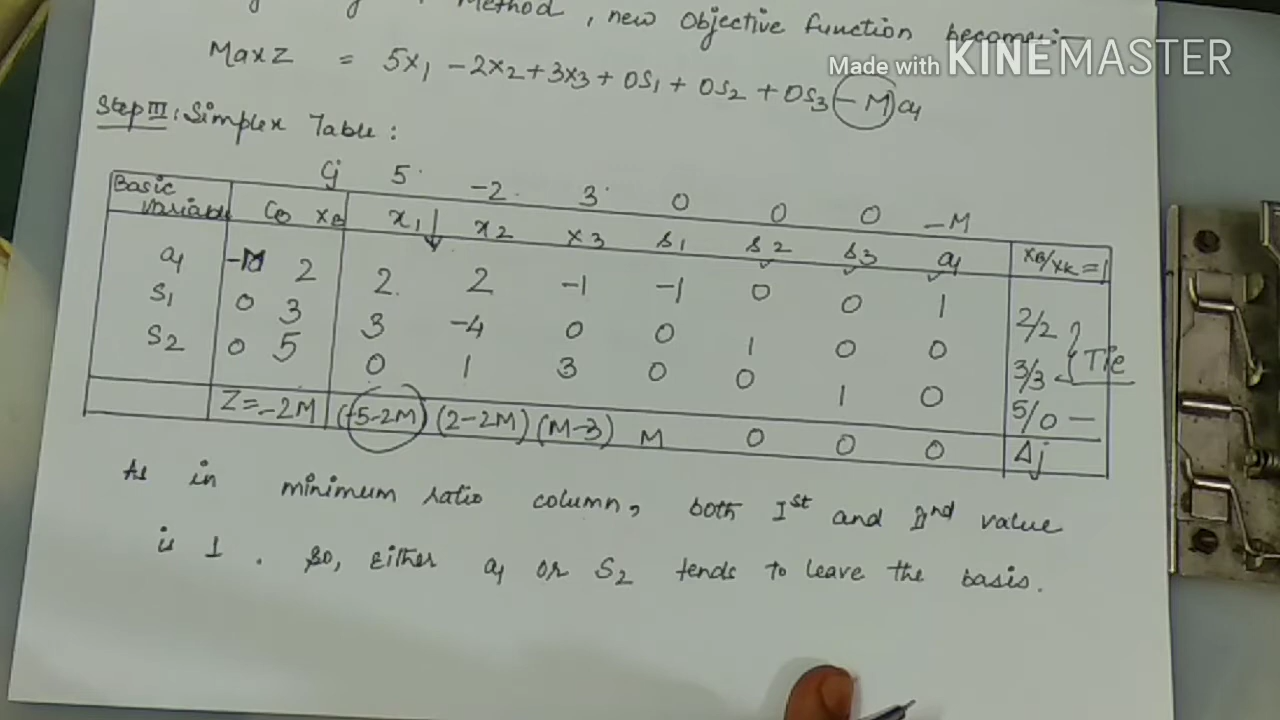 Method, new objective function becomes:-
Made with KINEMASTER
Max Z = 5x₁ - 2x₂ + 3x₃ + 0S₁ + 0S₂ + 0S₃ - Ma₁
Step III: Simplex Table:
Cj 5 -2 3 0 0 0 -M
Basic Variable CB XB x₁ ↓ x₂ x₃ s₁ s₂ s₃ a₁ XB/XK=1
a₁ -M 2 2 2 -1 -1 0 0 1 2/2
S₁ 0 3 3 -4 0 0 1 0 0 3/3 } Tie
S₂ 0 5 0 1 3 0 0 1 0 5/0 —
Z=-2M (-5-2M) (2-2M) (M-3) M 0 0 0 Δj
As in minimum ratio column, both Ist and IInd value
is 1. So, either a₁ or S₂ tends to leave the basis.